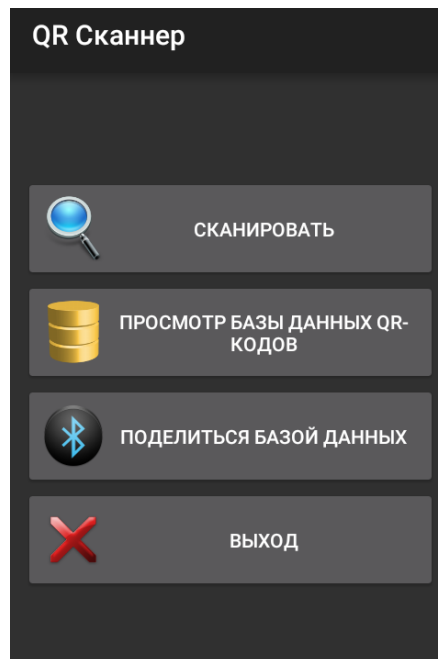 QR Сканнер
СКАНИРОВАТЬ
ПРОСМОТР БАЗЫ ДАННЫХ QR-
КОДОВ
ПОДЕЛИТЬСЯ БАЗОЙ ДАННЫХ
ВЫХОД